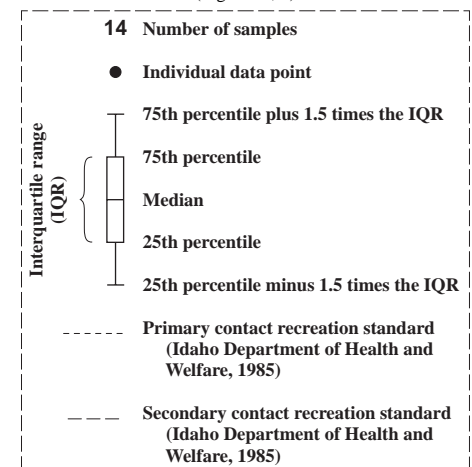 14 Number of samples
Individual data point
75th percentile plus 1.5 times the IQR
75th percentile
Interquartile range
(IQR)
Median
25th percentile
25th percentile minus 1.5 times the IQR
Primary contact recreation standard
(Idaho Department of Health and
Welfare, 1985)
Secondary contact recreation standard
(Idaho Department of Health and
Welfare, 1985)